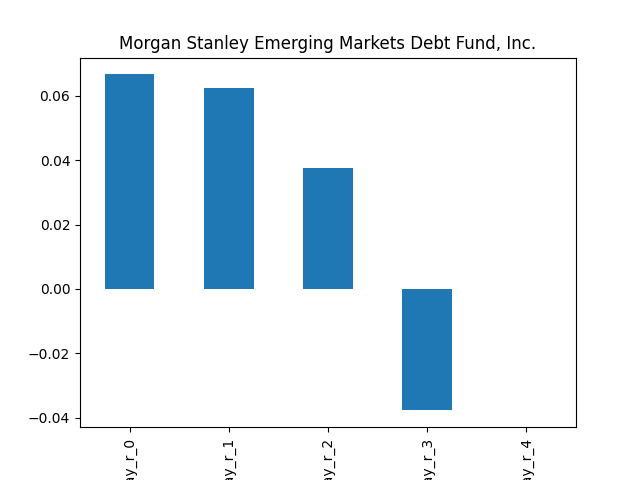 Morgan Stanley Emerging Markets Debt Fund, Inc.
0.06
0.04
0.02
0.00
−0.02
−0.04
ay_r_0
ay_r_1
ay_r_2
ay_r_3
ay_r_4